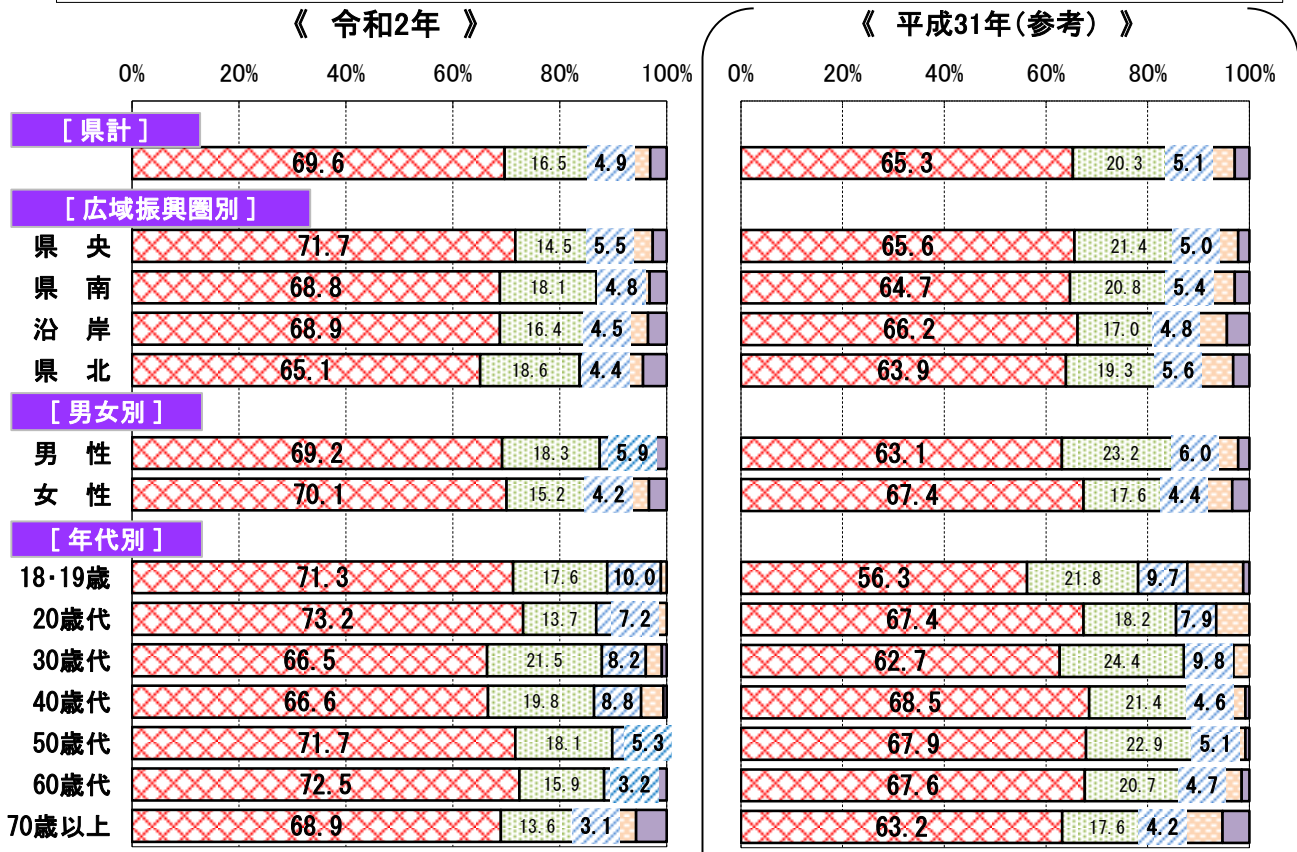 《 令和2年 》 《 平成31年(参考) 》
0% 20% 40% 60% 80% 100% 0% 20% 40% 60% 80% 100%
[ 県計 ]
69.6 16.5 4.9 65.3 20.3 5.1
[ 広域振興圏別 ]
県 央 71.7 14.5 5.5 65.6 21.4 5.0
県 南 68.8 18.1 4.8 64.7 20.8 5.4
沿 岸 68.9 16.4 4.5 66.2 17.0 4.8
県 北 65.1 18.6 4.4 63.9 19.3 5.6
[ 男女別 ]
男 性 69.2 18.3 5.9 63.1 23.2 6.0
女 性 70.1 15.2 4.2 67.4 17.6 4.4
[ 年代別 ]
18・19歳 71.3 17.6 10.0 56.3 21.8 9.7
20歳代 73.2 13.7 7.2 67.4 18.2 7.9
30歳代 66.5 21.5 8.2 62.7 24.4 9.8
40歳代 66.6 19.8 8.8 68.5 21.4 4.6
50歳代 71.7 18.1 5.3 67.9 22.9 5.1
60歳代 72.5 15.9 3.2 67.6 20.7 4.7
70歳以上 68.9 13.6 3.1 63.2 17.6 4.2